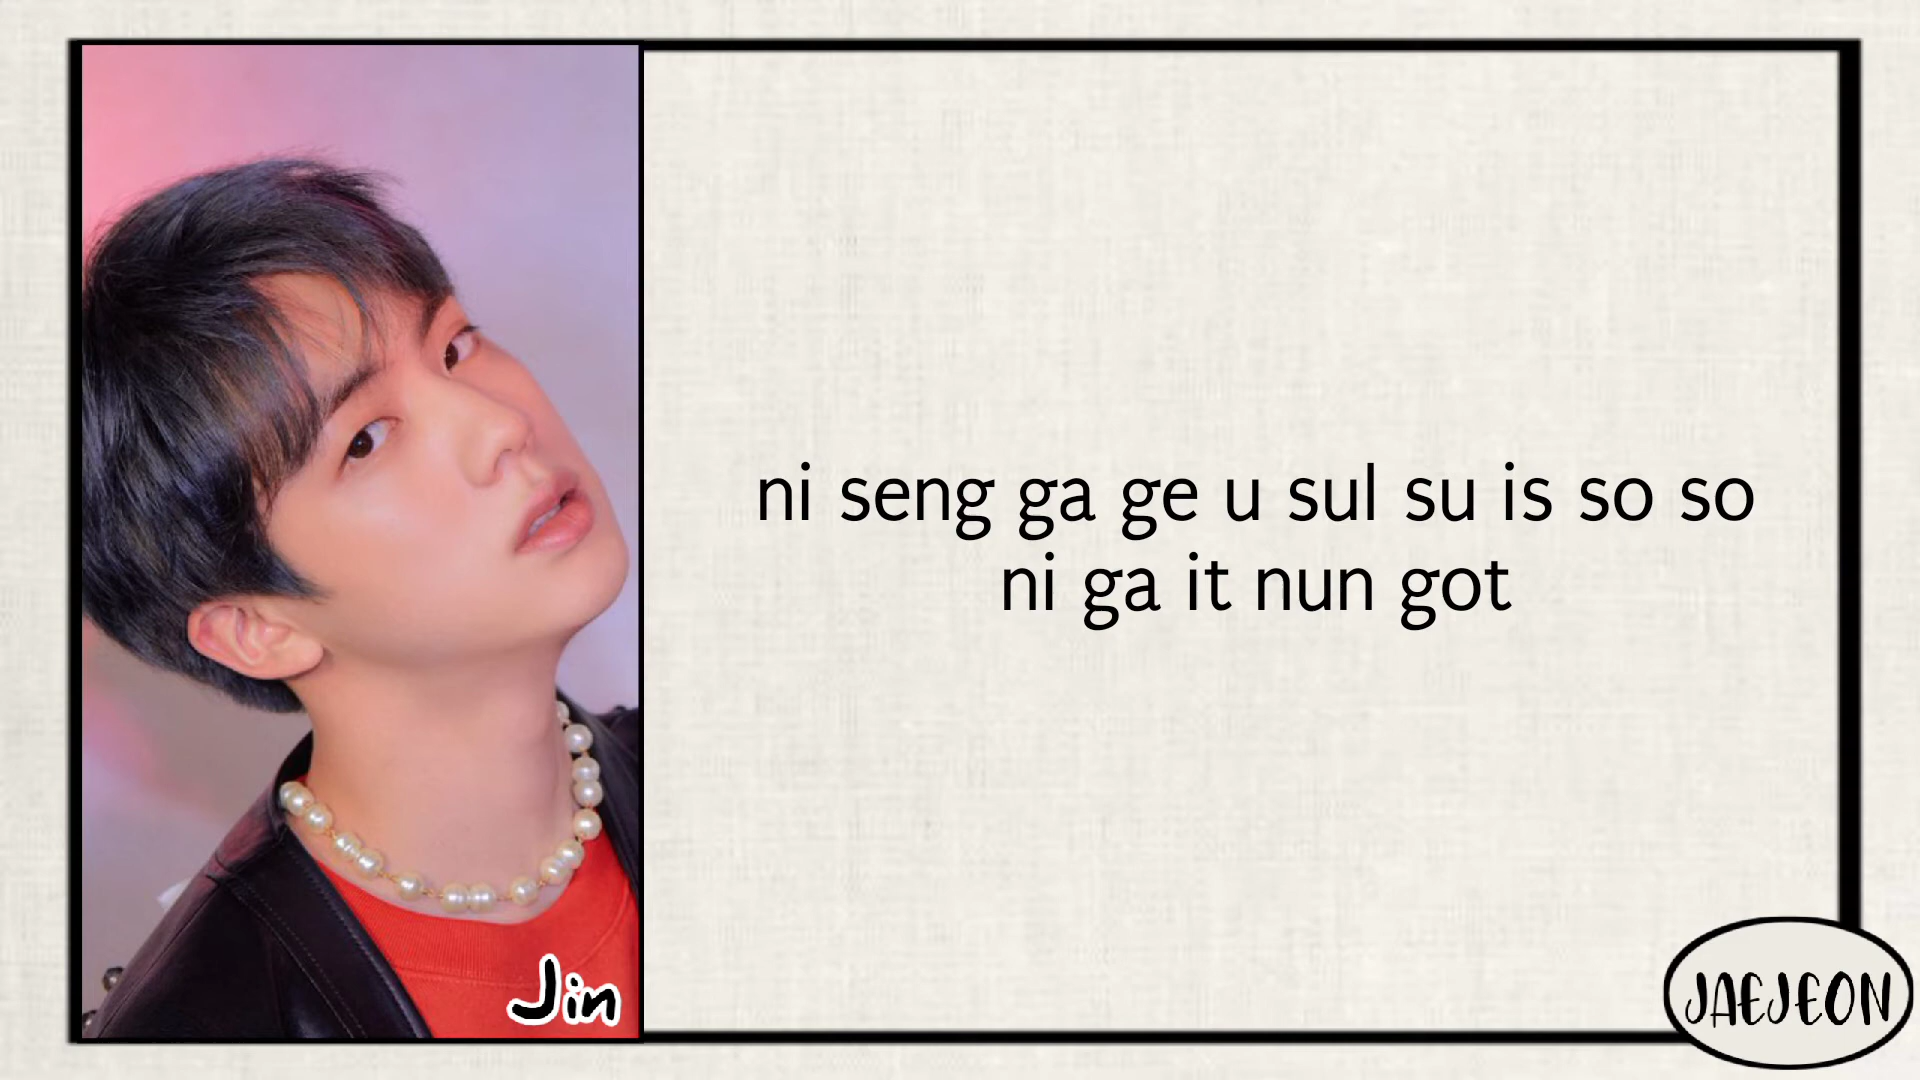 ni seng ga ge u sul su is so so
ni ga it nun got
Jin
JAEJEON